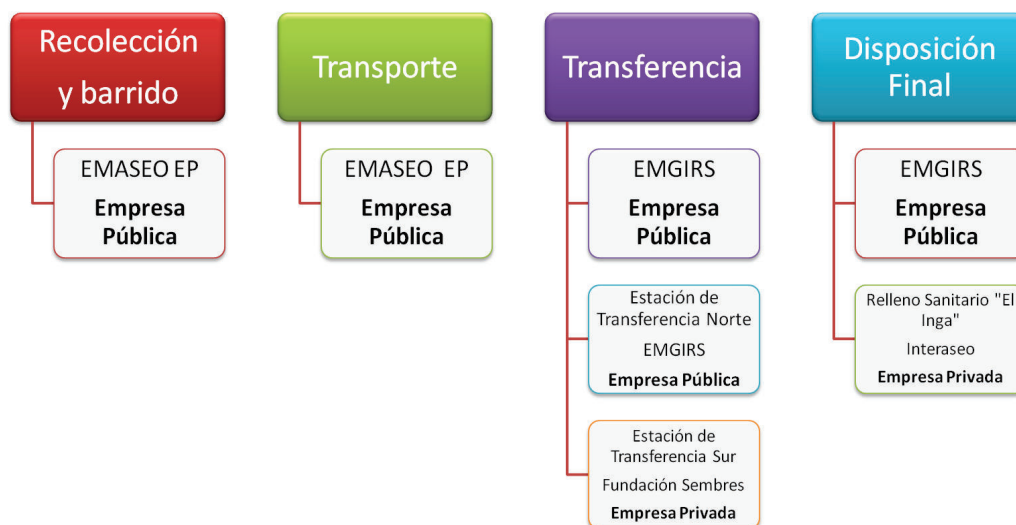 Recolección
y barrido
EMASEO EP
Empresa
Pública
Transporte
EMASEO EP
Empresa
Pública
Transferencia
EMGIRS
Empresa
Pública
Estación de
Transferencia Norte
EMGIRS
Empresa Pública
Estación de
Transferencia Sur
Fundación Sembres
Empresa Privada
Disposición
Final
EMGIRS
Empresa
Pública
Relleno Sanitario "El
Inga"
Interaseo
Empresa Privada